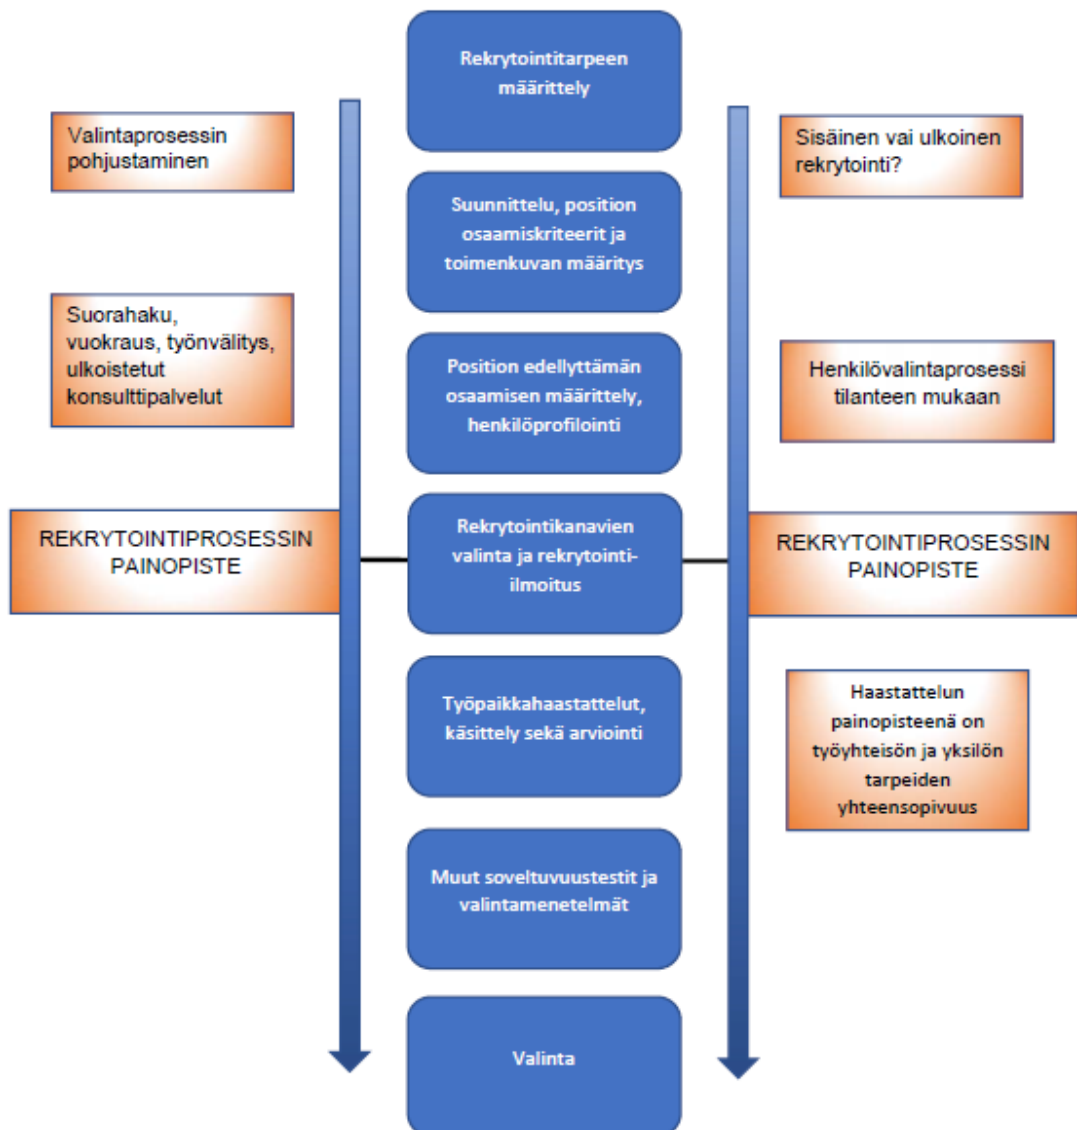 Rekrytointitarpeen
määrittely
Valintaprosessin
pohjustaminen
Sisäinen vai ulkoinen
rekrytointi?
Suunnittelu, position
osaamiskriteerit ja
toimenkuvan määritys
Suorahaku,
vuokraus, työnvälitys,
ulkoistetut
konsulttipalvelut
Position edellyttämän
osaamisen määrittely,
henkilöprofilointi
Henkilövalintaprosessi
tilanteen mukaan
REKRYTOINTIPROSESSIN
PAINOPISTE
Rekrytointikanavien
valinta ja rekrytointi-
ilmoitus
REKRYTOINTIPROSESSIN
PAINOPISTE
Työpaikkahaastattelut,
käsittely sekä arviointi
Haastattelun
painopisteenä on
työyhteisön ja yksilön
tarpeiden
yhteensopivuus
Muut soveltuvuustestit ja
valintamenetelmät
Valinta